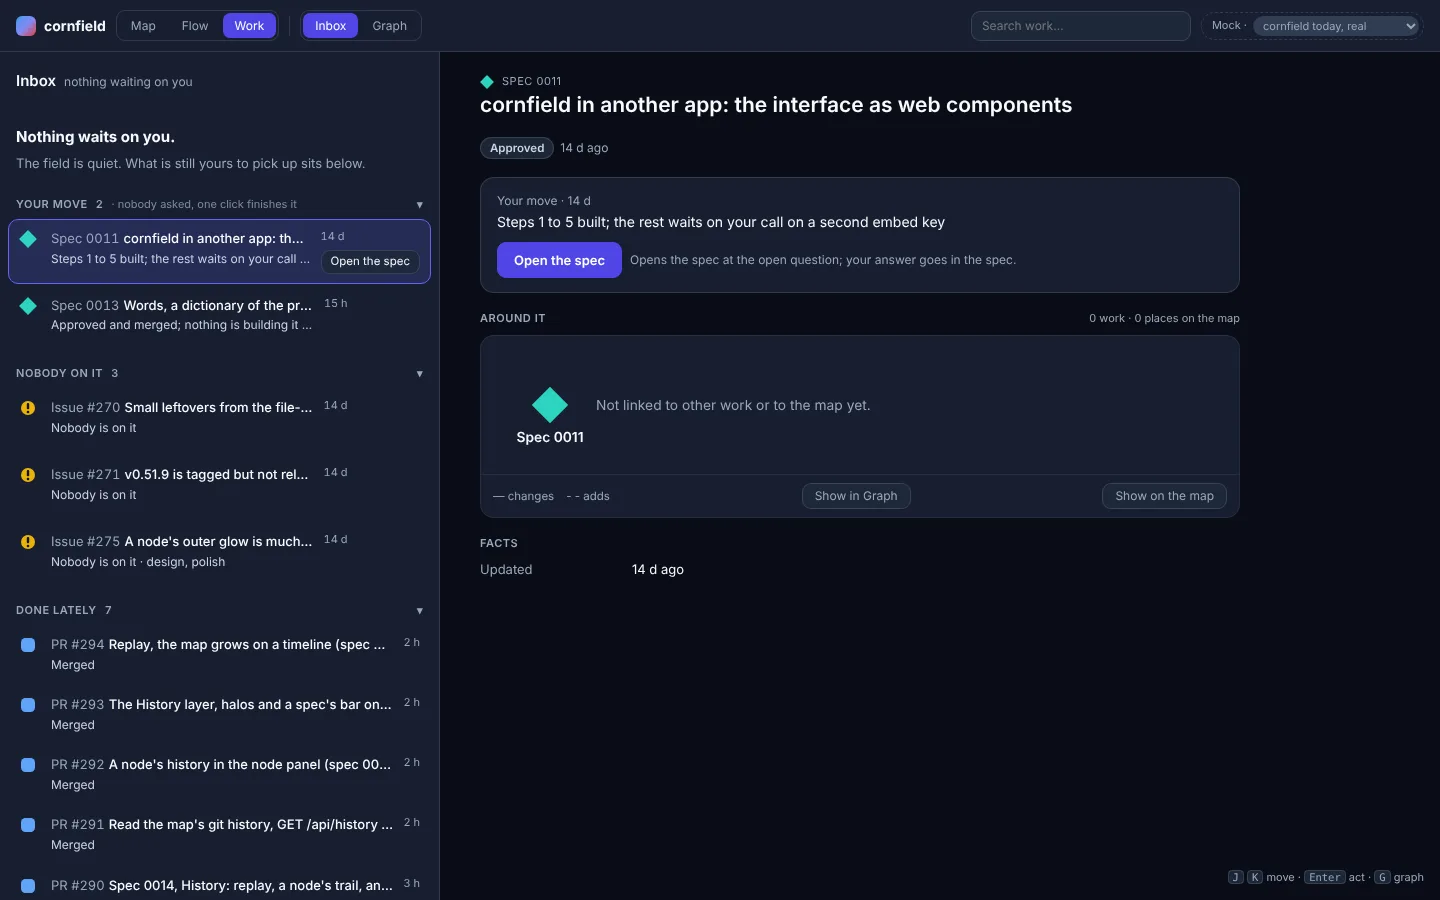 cornfield Map Flow Work Inbox Graph Search work... Mock · cornfield today, real
Inbox nothing waiting on you
Nothing waits on you.
The field is quiet. What is still yours to pick up sits below.
YOUR MOVE 2 · nobody asked, one click finishes it ▾
Spec 0011 cornfield in another app: th... 14 d
Steps 1 to 5 built; the rest waits on your call ... Open the spec
Spec 0013 Words, a dictionary of the pr... 15 h
Approved and merged; nothing is building it ...
NOBODY ON IT 3 ▾
Issue #270 Small leftovers from the file-... 14 d
Nobody is on it
Issue #271 v0.51.9 is tagged but not rel... 14 d
Nobody is on it
Issue #275 A node's outer glow is much... 14 d
Nobody is on it · design, polish
DONE LATELY 7 ▾
PR #294 Replay, the map grows on a timeline (spec ... 2 h
Merged
PR #293 The History layer, halos and a spec's bar on... 2 h
Merged
PR #292 A node's history in the node panel (spec 00... 2 h
Merged
PR #291 Read the map's git history, GET /api/history ... 2 h
Merged
PR #290 Spec 0014, History: replay, a node's trail, an... 3 h
SPEC 0011
cornfield in another app: the interface as web components
Approved 14 d ago
Your move · 14 d
Steps 1 to 5 built; the rest waits on your call on a second embed key
Open the spec Opens the spec at the open question; your answer goes in the spec.
AROUND IT 0 work · 0 places on the map
Not linked to other work or to the map yet.
Spec 0011
— changes - - adds Show in Graph Show on the map
FACTS
Updated 14 d ago
J K move · Enter act · G graph